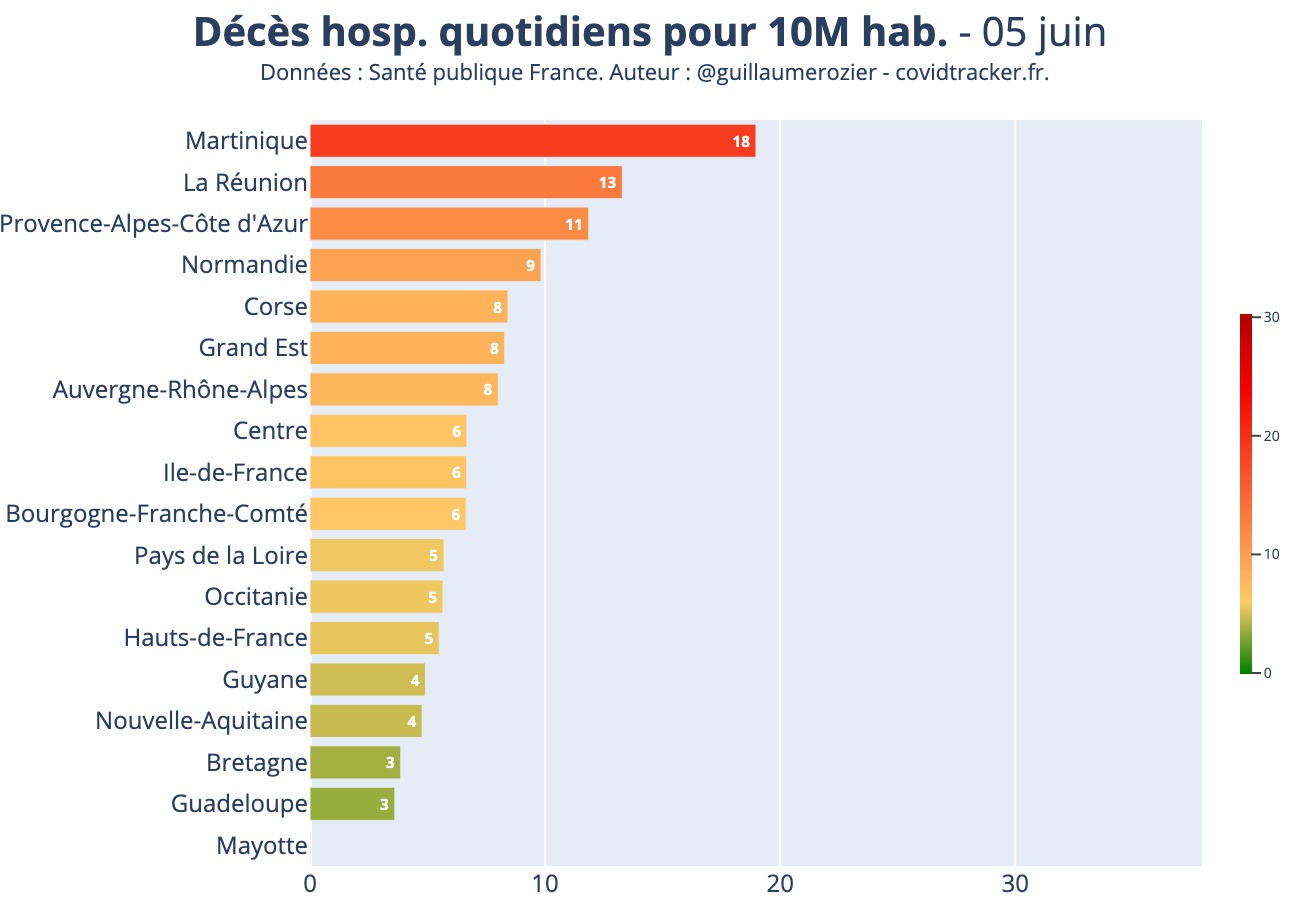 Décès hosp. quotidiens pour 10M hab. - 05 juin
Données : Santé publique France. Auteur : @guillaumerozier - covidtracker.fr.
Martinique 18
La Réunion 13
Provence-Alpes-Côte d'Azur 11
Normandie 9
Corse 8
Grand Est 8
Auvergne-Rhône-Alpes 8
Centre 6
Ile-de-France 6
Bourgogne-Franche-Comté 6
Pays de la Loire 5
Occitanie 5
Hauts-de-France 5
Guyane 4
Nouvelle-Aquitaine 4
Bretagne 3
Guadeloupe 3
Mayotte
0 10 20 30
30
20
10
0